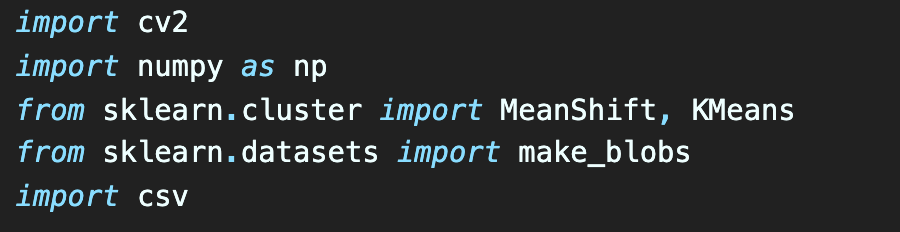 import cv2
import numpy as np
from sklearn.cluster import MeanShift, KMeans
from sklearn.datasets import make_blobs
import csv